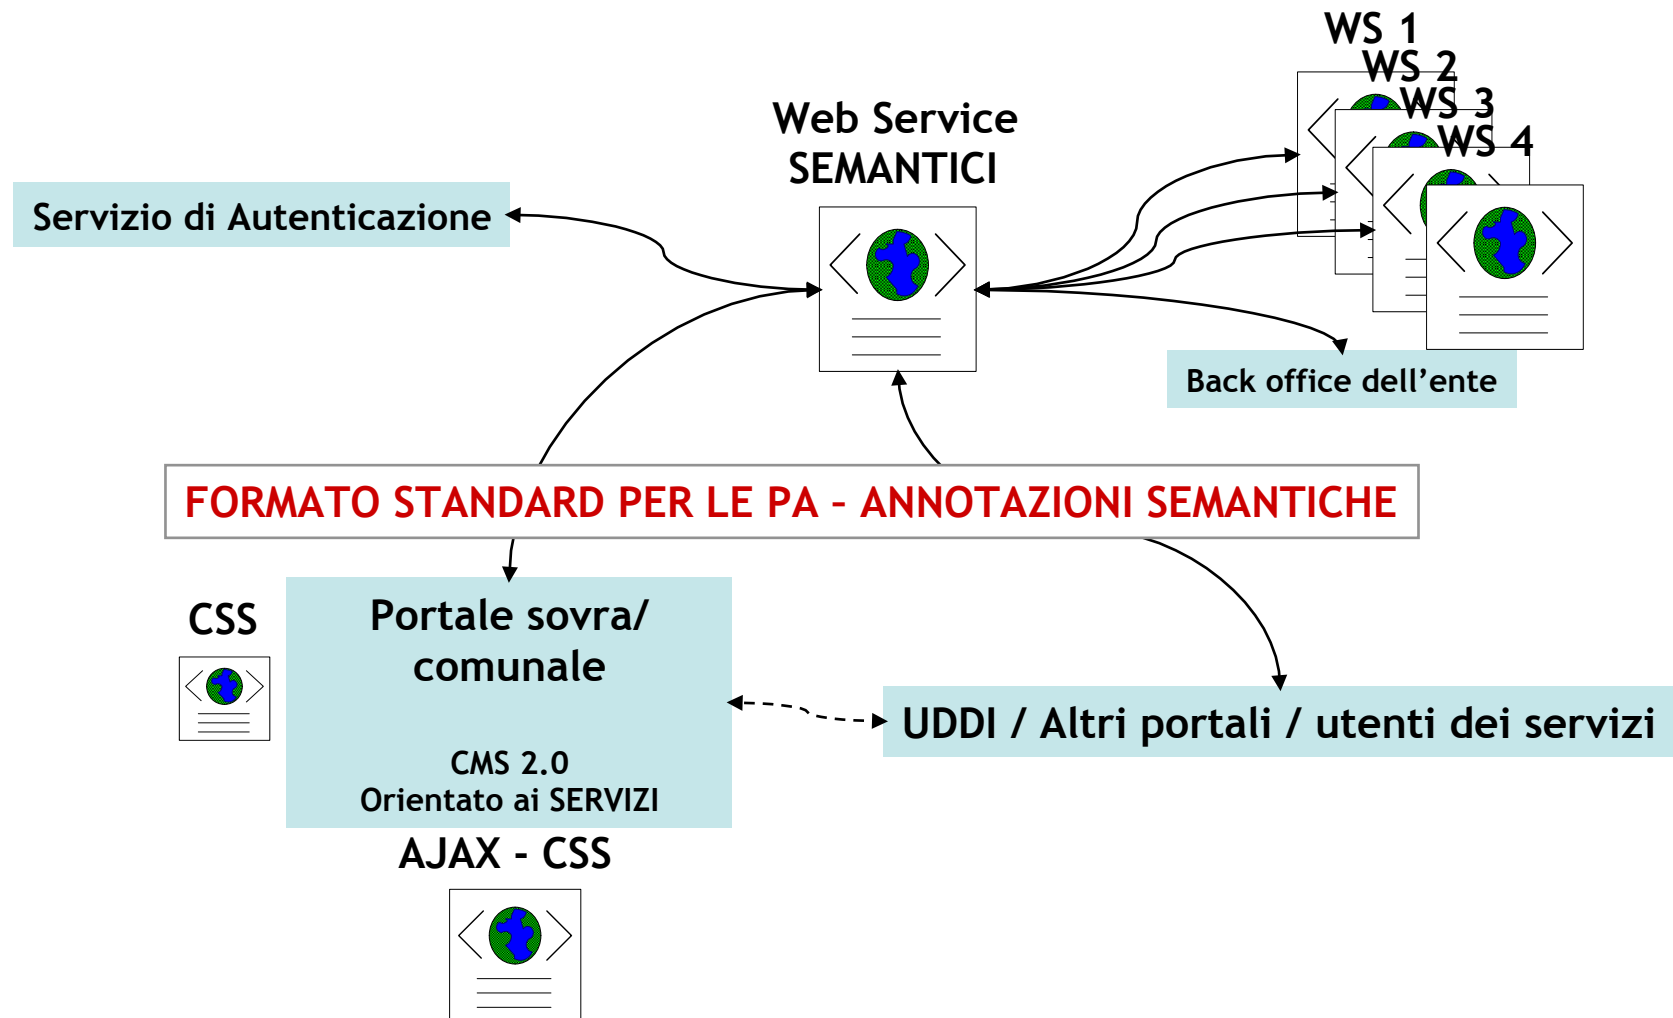 WS 1
WS 2
WS 3
WS 4
Web Service
SEMANTICI
Servizio di Autenticazione
Back office dell’ente
FORMATO STANDARD PER LE PA – ANNOTAZIONI SEMANTICHE
CSS
Portale sovra/
comunale
CMS 2.0
Orientato ai SERVIZI
UDDI / Altri portali / utenti dei servizi
AJAX - CSS